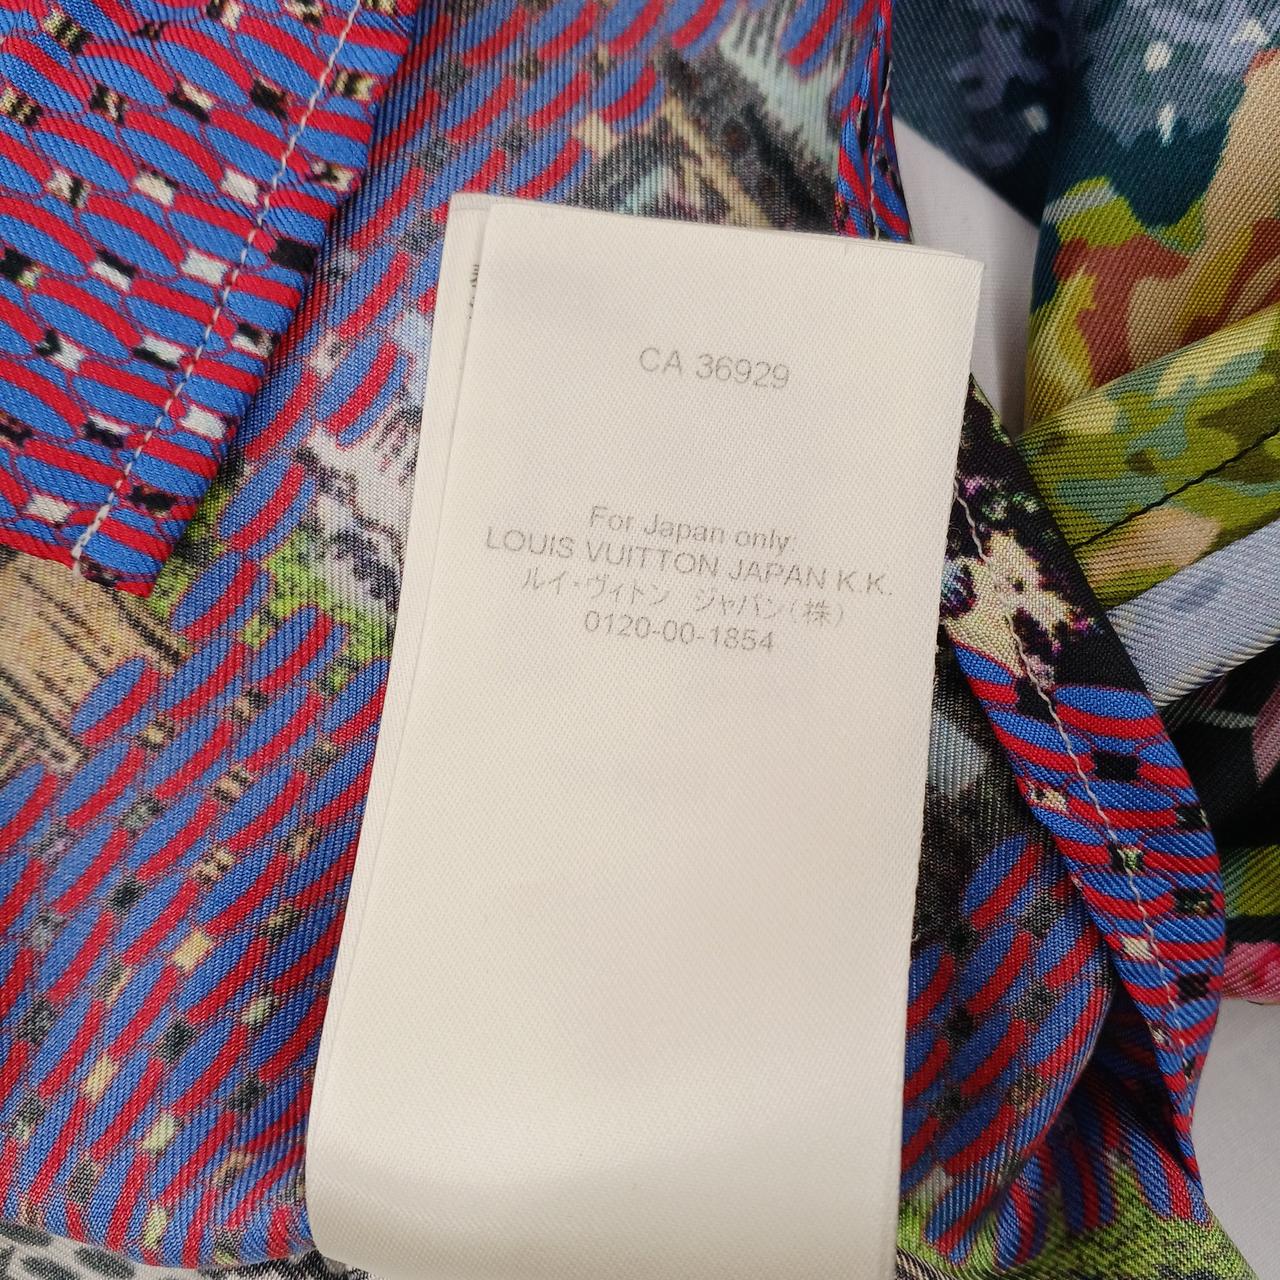 CA 36929
For Japan only:
LOUIS VUITTON JAPAN K.K.
ルイ・ヴィトン ジャパン(株)
0120-00-1854